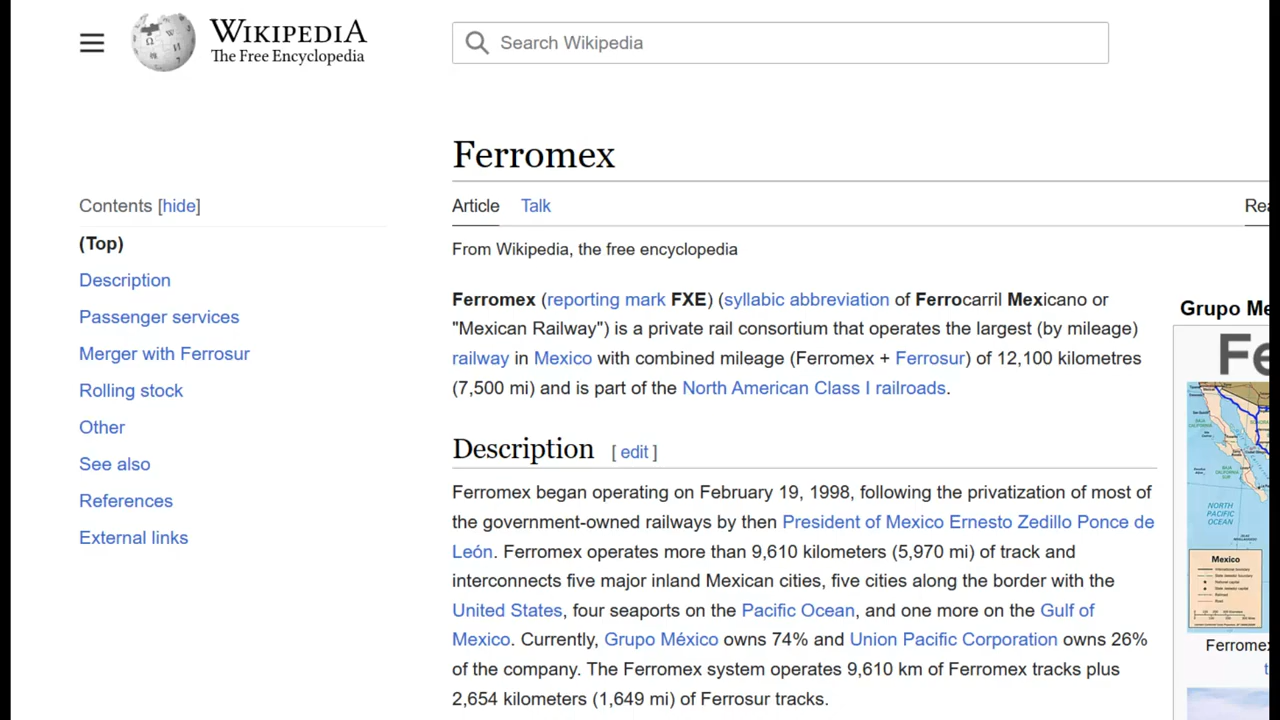 WIKIPEDIA
The Free Encyclopedia
Search Wikipedia
Ferromex
Contents [hide]
(Top)
Description
Passenger services
Merger with Ferrosur
Rolling stock
Other
See also
References
External links
Article Talk
From Wikipedia, the free encyclopedia
Ferromex (reporting mark FXE) (syllabic abbreviation of Ferrocarril Mexicano or
"Mexican Railway") is a private rail consortium that operates the largest (by mileage)
railway in Mexico with combined mileage (Ferromex + Ferrosur) of 12,100 kilometres
(7,500 mi) and is part of the North American Class I railroads.
Description [ edit ]
Ferromex began operating on February 19, 1998, following the privatization of most of
the government-owned railways by then President of Mexico Ernesto Zedillo Ponce de
León. Ferromex operates more than 9,610 kilometers (5,970 mi) of track and
interconnects five major inland Mexican cities, five cities along the border with the
United States, four seaports on the Pacific Ocean, and one more on the Gulf of
Mexico. Currently, Grupo México owns 74% and Union Pacific Corporation owns 26%
of the company. The Ferromex system operates 9,610 km of Ferromex tracks plus
2,654 kilometers (1,649 mi) of Ferrosur tracks.
Grupo Me
Fe
NORTH
PACIFIC
OCEAN
Mexico
Ferromex